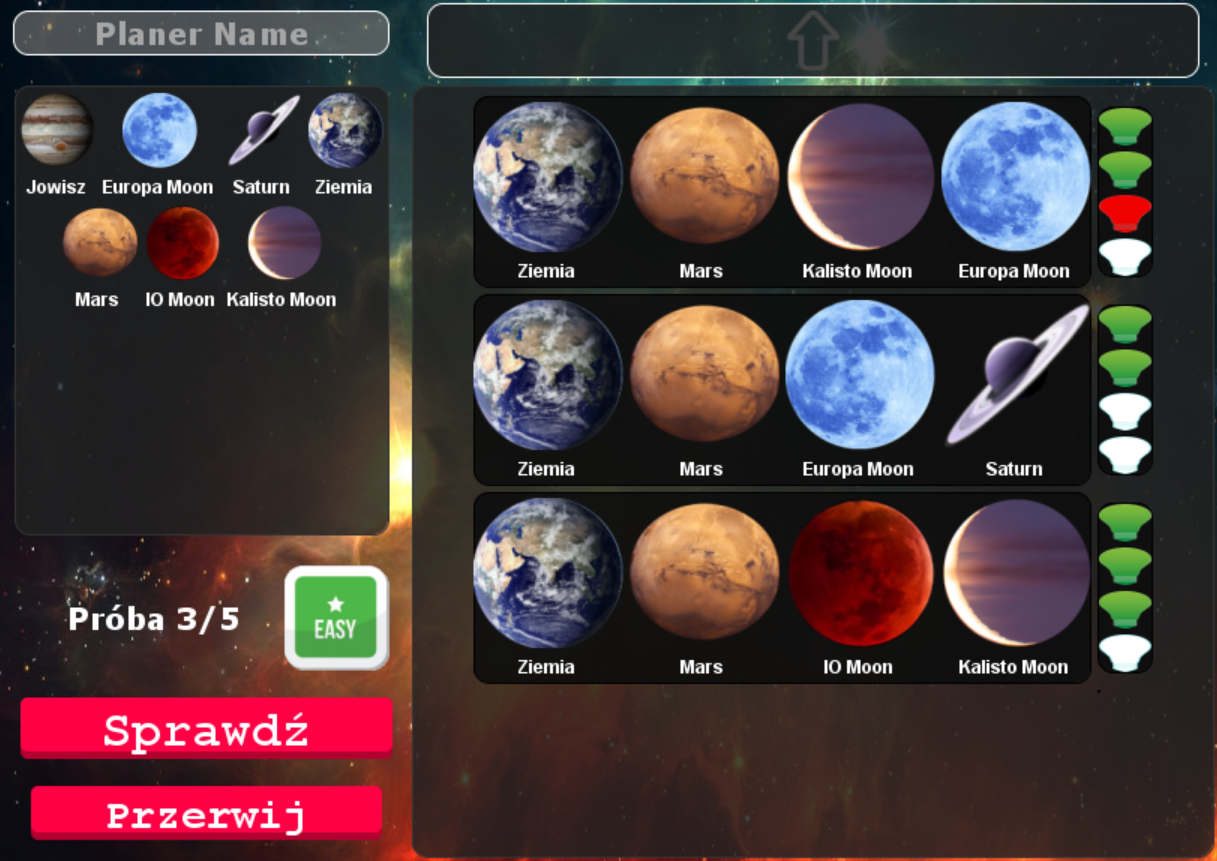 Planer Name
Jowisz Europa Moon Saturn Ziemia
Mars IO Moon Kalisto Moon
Próba 3/5
EASY
Sprawdź
Przerwij
Ziemia Mars Kalisto Moon Europa Moon
Ziemia Mars Europa Moon Saturn
Ziemia Mars IO Moon Kalisto Moon